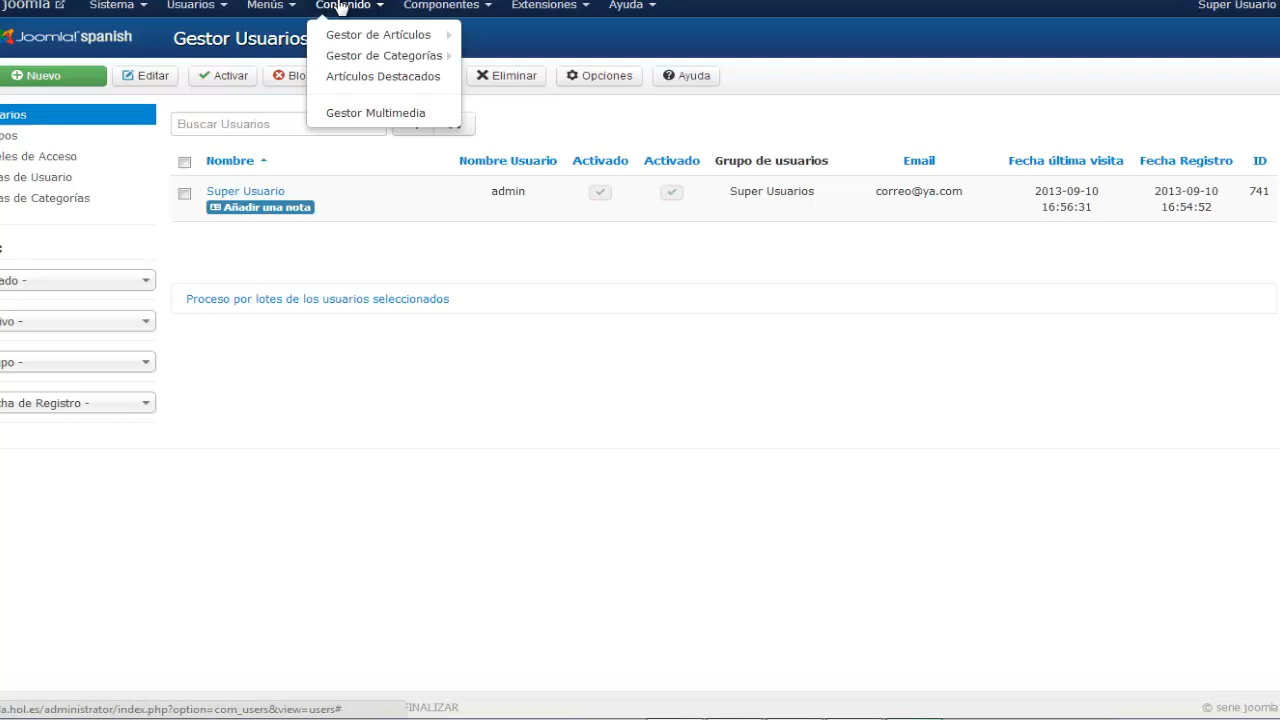 joomla Sistema Usuarios Menús Contenido Componentes Extensiones Ayuda Super Usuario
Joomla! spanish Gestor Usuarios
Nuevo Editar Activar Blo Eliminar Opciones Ayuda
Gestor de Artículos
Gestor de Categorías
Artículos Destacados
Gestor Multimedia
arios
pos
les de Acceso
as de Usuario
as de Categorías
:
ado -
ivo -
po -
ha de Registro -
Buscar Usuarios
Nombre Nombre Usuario Activado Activado Grupo de usuarios Email Fecha última visita Fecha Registro ID
Super Usuario admin Super Usuarios correo@ya.com 2013-09-10 2013-09-10 741
Añadir una nota 16:56:31 16:54:52
Proceso por lotes de los usuarios seleccionados
la.hol.es/administrator/index.php?option=com_users&view=users# FINALIZAR © serie joomla